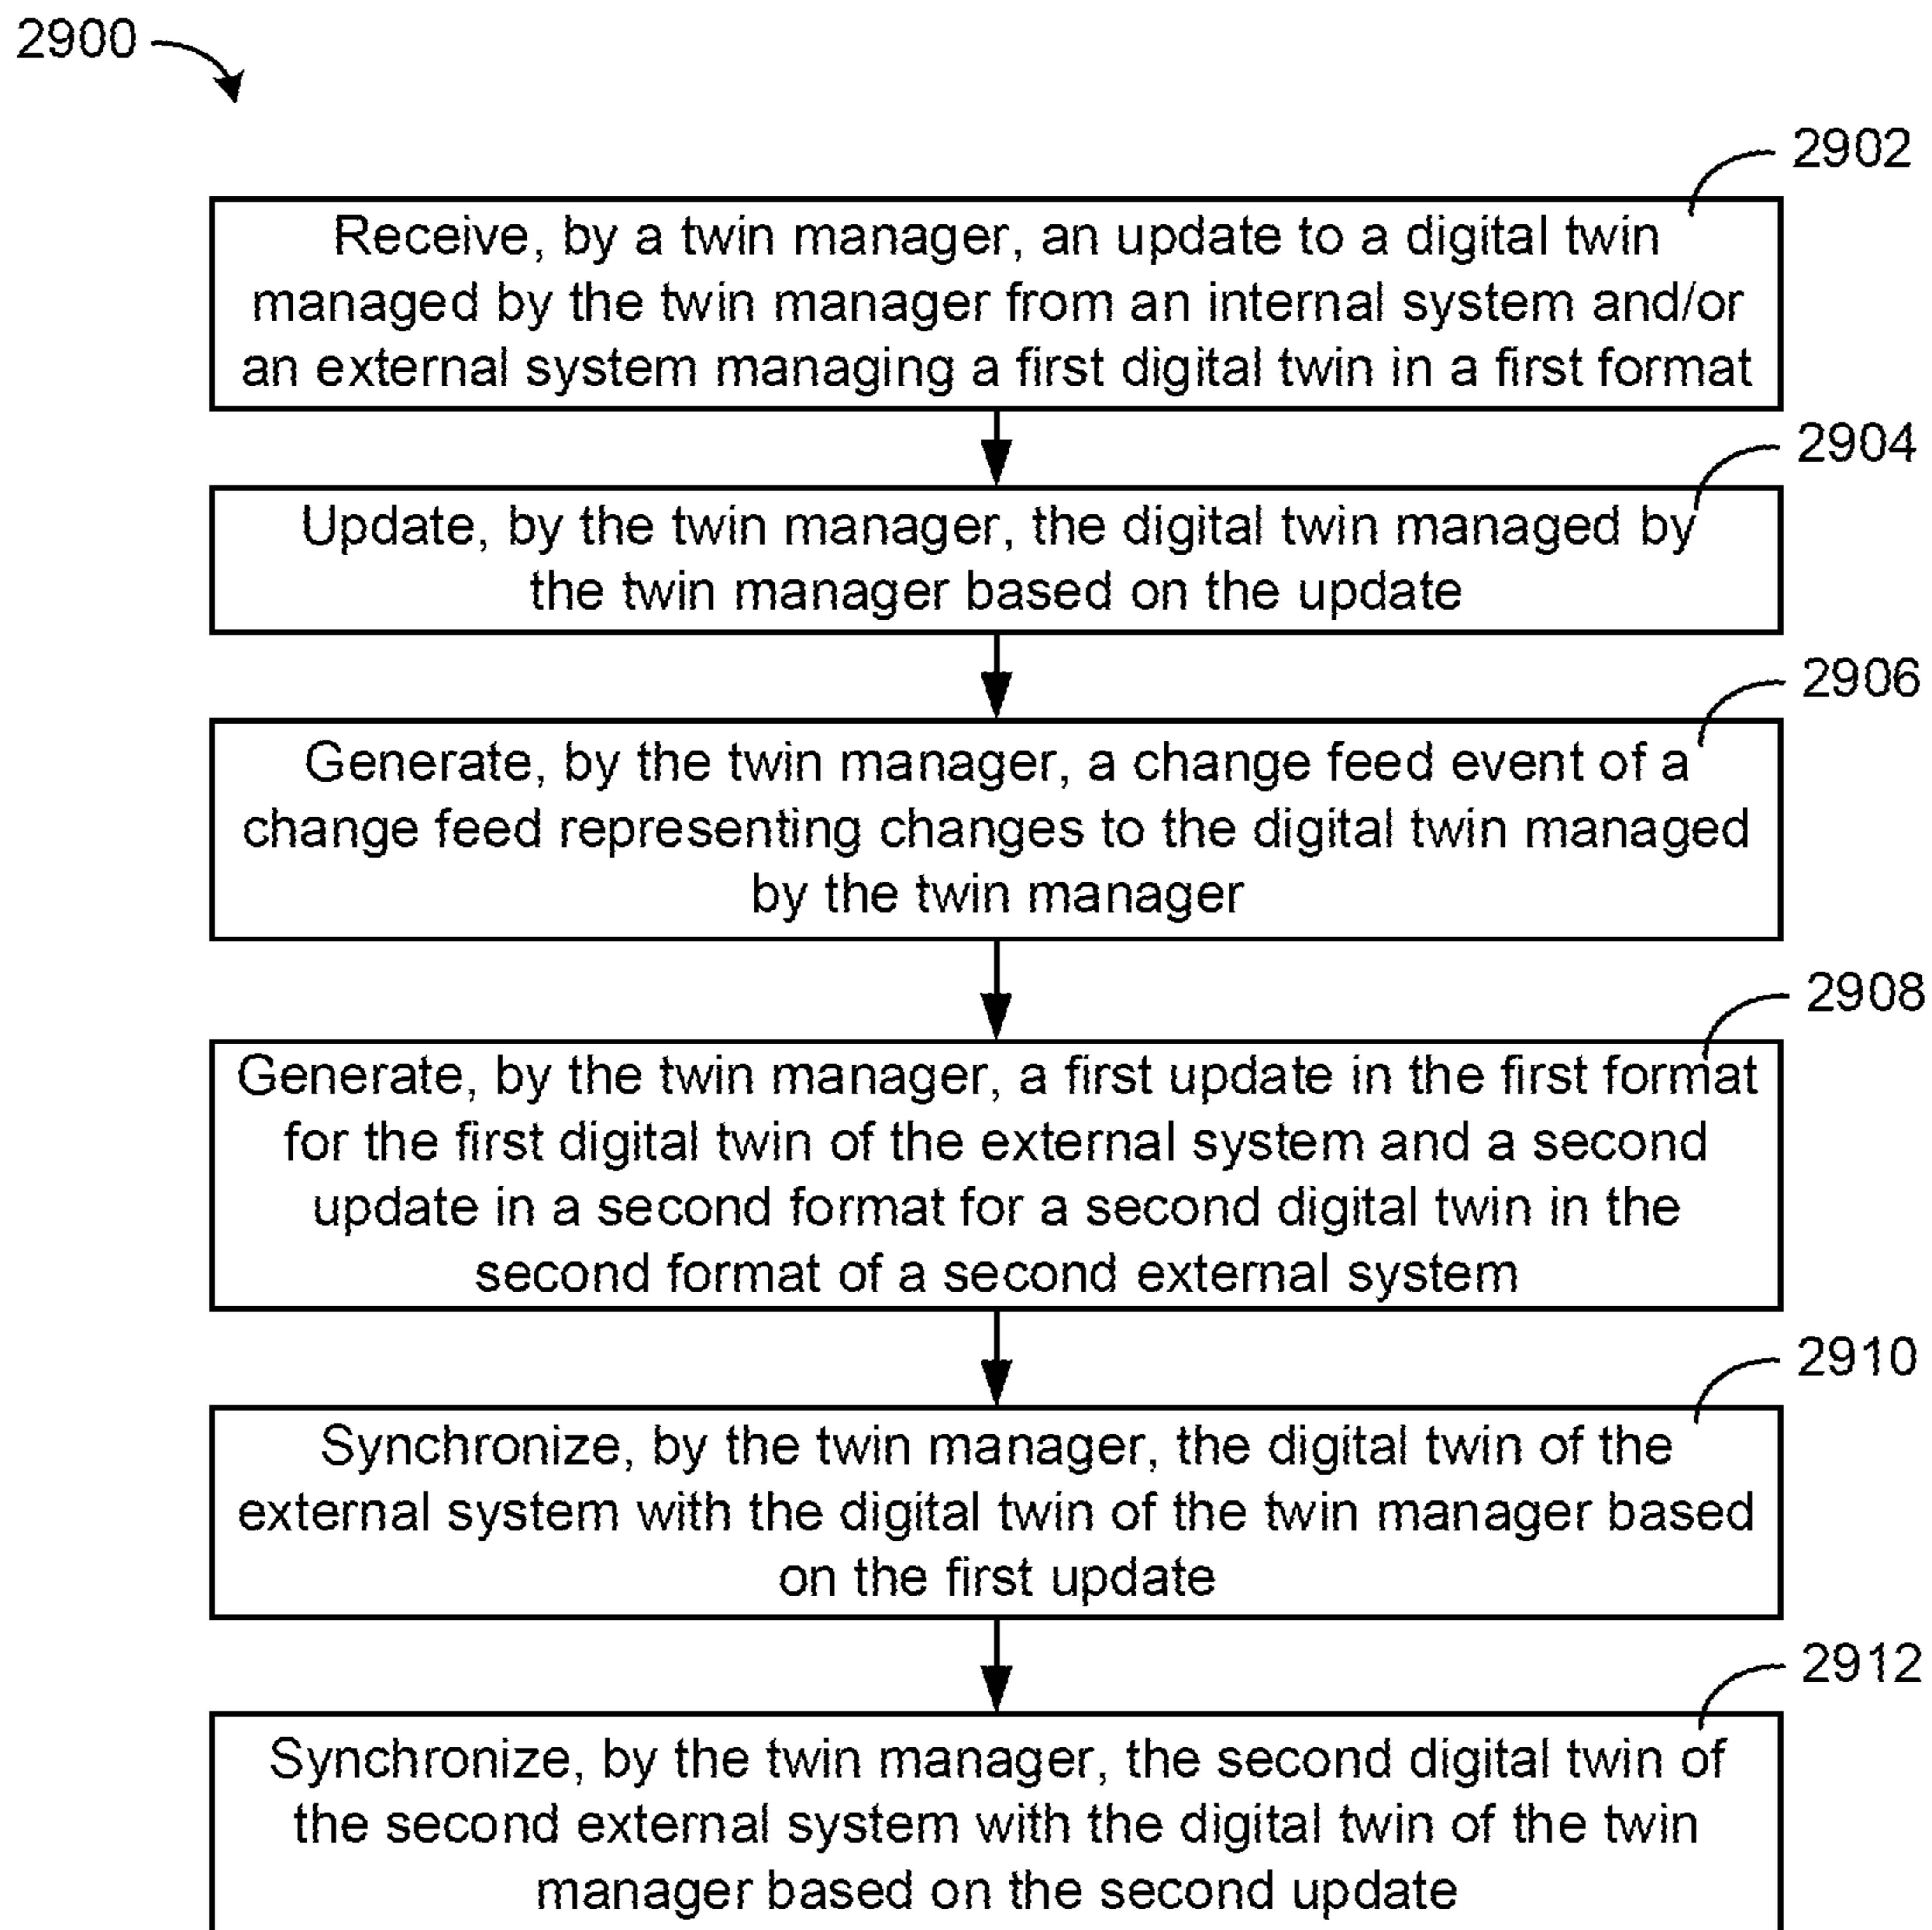 2900
2902
Receive, by a twin manager, an update to a digital twin
managed by the twin manager from an internal system and/or
an external system managing a first digital twin in a first format
2904
Update, by the twin manager, the digital twin managed by
the twin manager based on the update
2906
Generate, by the twin manager, a change feed event of a
change feed representing changes to the digital twin managed
by the twin manager
2908
Generate, by the twin manager, a first update in the first format
for the first digital twin of the external system and a second
update in a second format for a second digital twin in the
second format of a second external system
2910
Synchronize, by the twin manager, the digital twin of the
external system with the digital twin of the twin manager based
on the first update
2912
Synchronize, by the twin manager, the second digital twin of
the second external system with the digital twin of the twin
manager based on the second update